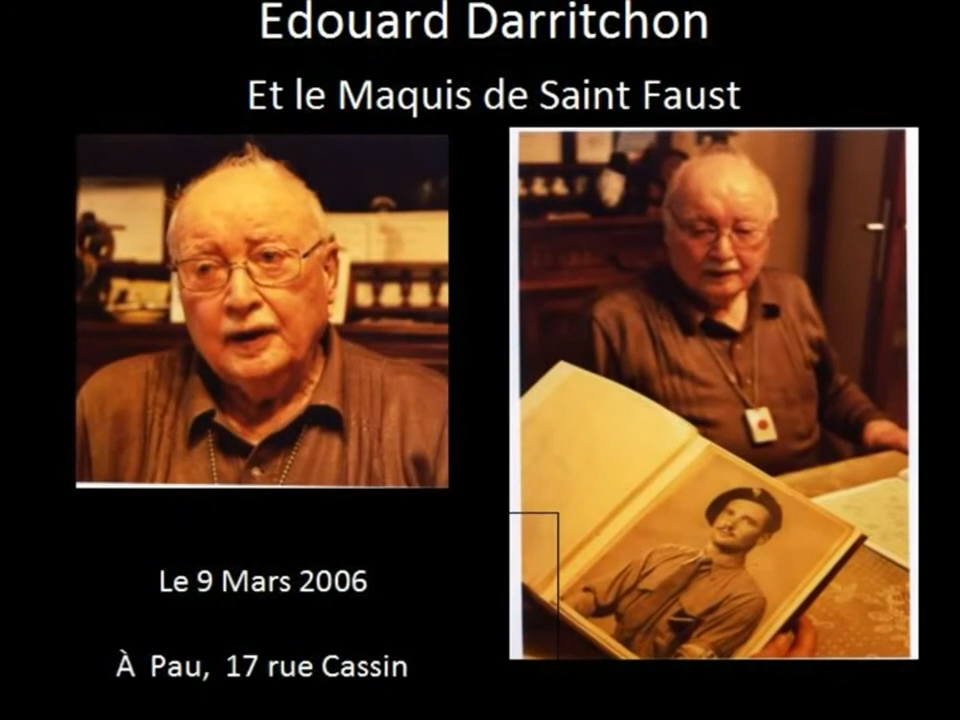 Edouard Darritchon
Et le Maquis de Saint Faust
Le 9 Mars 2006
À Pau, 17 rue Cassin